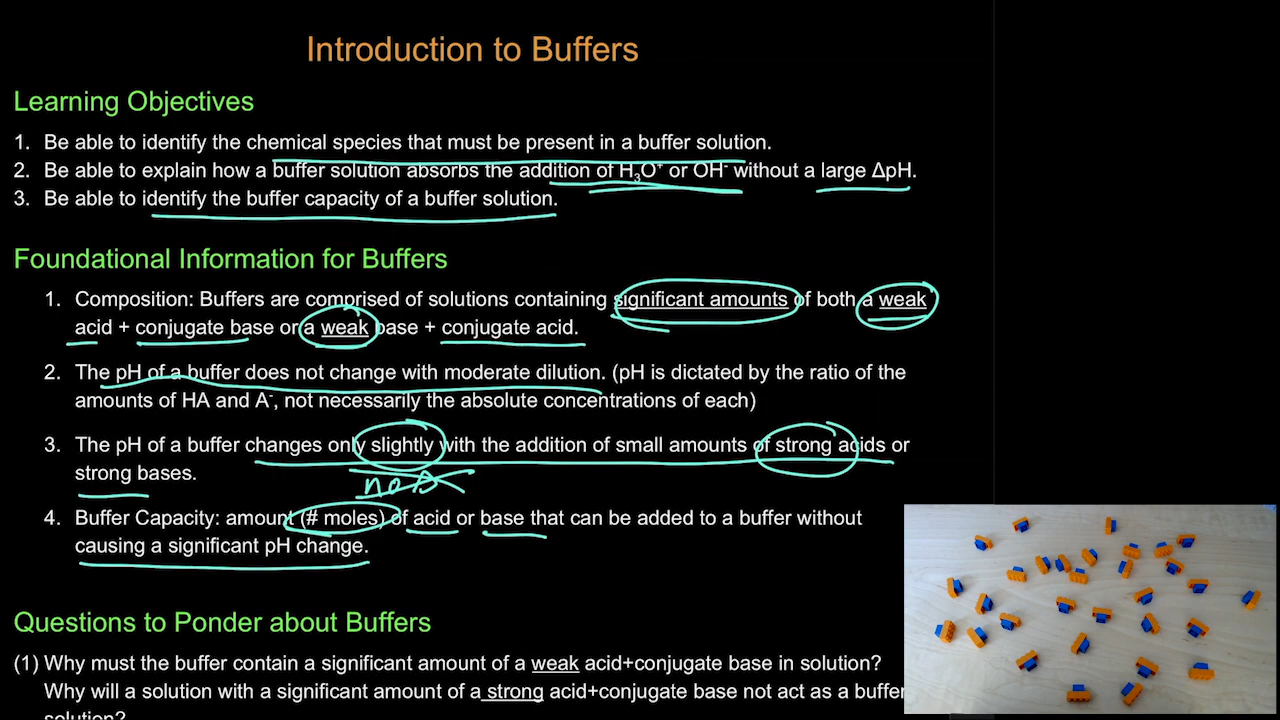 Introduction to Buffers
Learning Objectives
1. Be able to identify the chemical species that must be present in a buffer solution.
2. Be able to explain how a buffer solution absorbs the addition of H₃O⁺ or OH⁻ without a large ΔpH.
3. Be able to identify the buffer capacity of a buffer solution.
Foundational Information for Buffers
1. Composition: Buffers are comprised of solutions containing significant amounts of both a weak
acid + conjugate base or a weak base + conjugate acid.
2. The pH of a buffer does not change with moderate dilution. (pH is dictated by the ratio of the
amounts of HA and A⁻, not necessarily the absolute concentrations of each)
3. The pH of a buffer changes only slightly with the addition of small amounts of strong acids or
strong bases.
no Δ
4. Buffer Capacity: amount (# moles) of acid or base that can be added to a buffer without
causing a significant pH change.
Questions to Ponder about Buffers
(1) Why must the buffer contain a significant amount of a weak acid+conjugate base in solution?
Why will a solution with a significant amount of a strong acid+conjugate base not act as a buffer
solution?